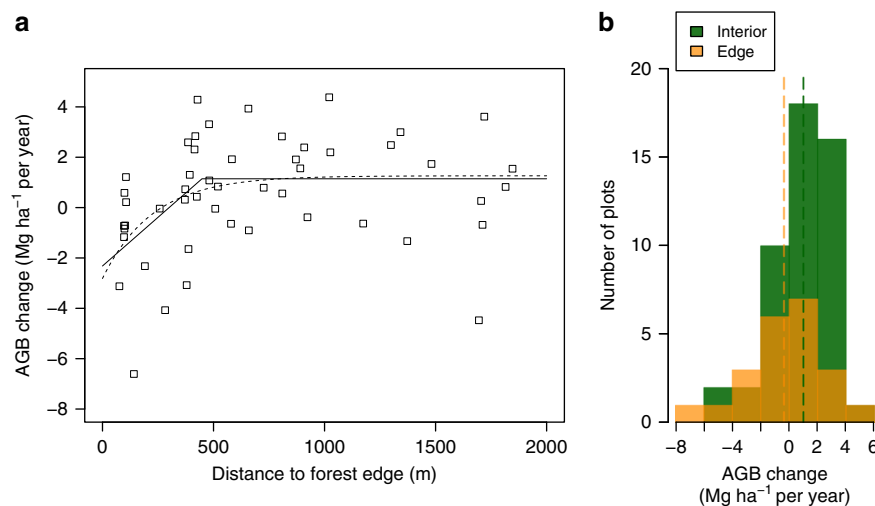 a
AGB change (Mg ha⁻¹ per year)
4
2
0
−2
−4
−6
−8
0
500
1000
1500
2000
Distance to forest edge (m)
b
Interior
Edge
Number of plots
20
15
10
5
0
−8
−4
0
2
4
6
AGB change
(Mg ha⁻¹ per year)